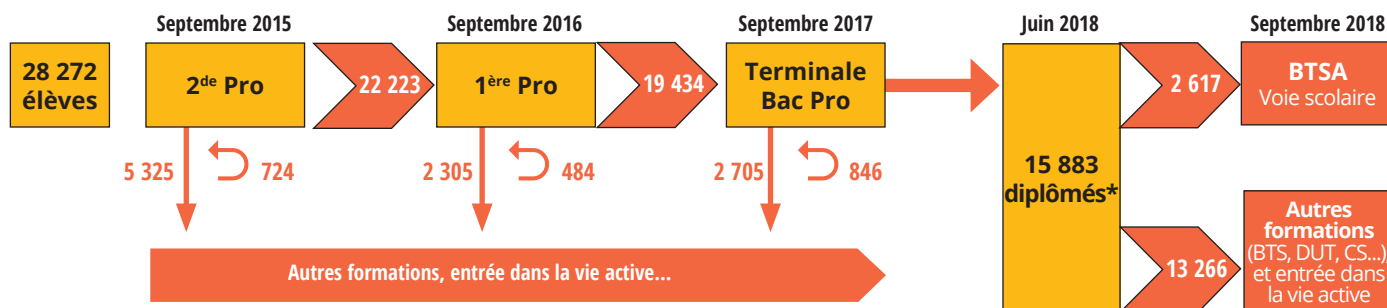 Septembre 2015
Septembre 2016
Septembre 2017
Juin 2018
Septembre 2018
28 272
élèves
2de Pro
22 223
1ère Pro
19 434
Terminale
Bac Pro
2 617
BTSA
Voie scolaire
5 325
724
2 305
484
2 705
846
15 883
diplômés*
Autres formations, entrée dans la vie active...
13 266
Autres
formations
(BTS, DUT, CS...)
et entrée dans
la vie active